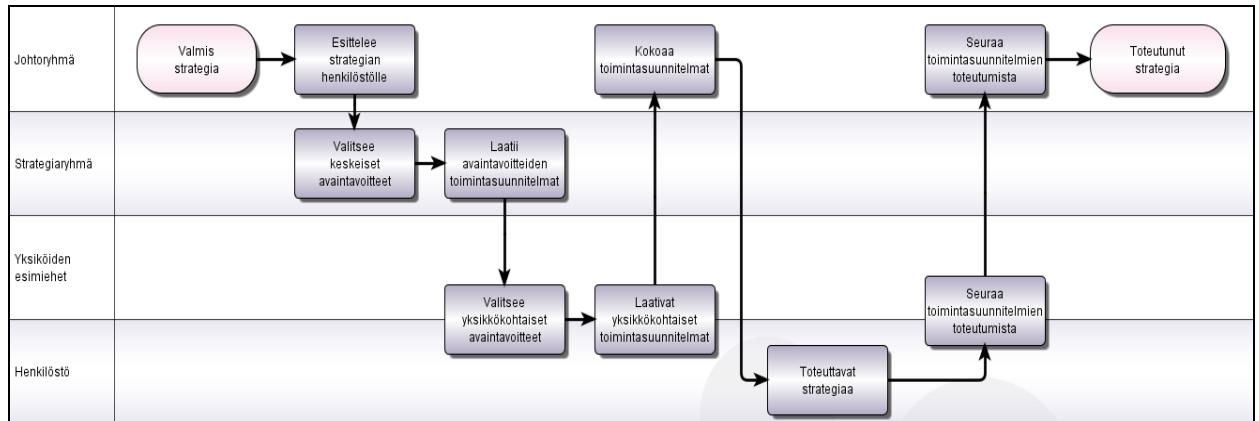 Johtoryhmä
Valmis
strategia
Esittelee
strategian
henkilöstölle
Kokoaa
toimintasuunnitelmat
Seuraa
toimintasuunnitelmien
toteutumista
Toteutunut
strategia
Strategiaryhmä
Valitsee
keskeiset
avaintavoitteet
Laatii
avaintavoitteiden
toimintasuunnitelmat
Yksiköiden
esimiehet
Valitsee
yksikkökohtaiset
avaintavoitteet
Laativat
yksikkökohtaiset
toimintasuunnitelmat
Seuraa
toimintasuunnitelmien
toteutumista
Henkilöstö
Toteuttavat
strategiaa